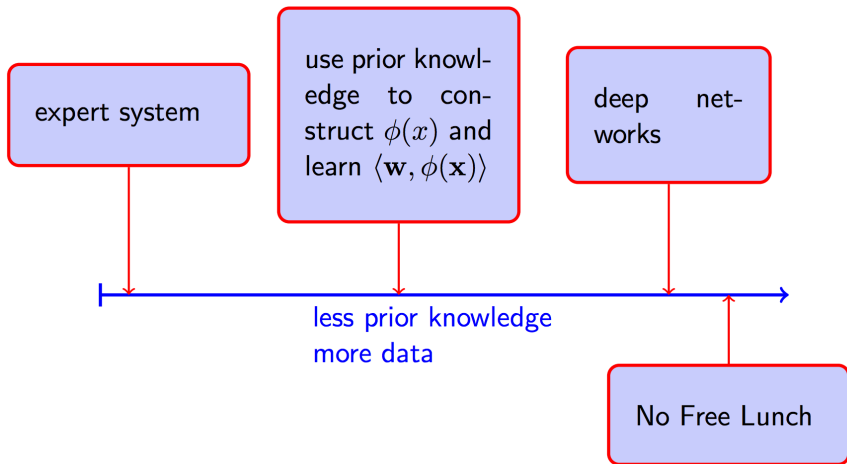 expert system
use prior knowl-
edge to con-
struct ϕ(x) and
learn ⟨w, ϕ(x)⟩
deep net-
works
less prior knowledge
more data
No Free Lunch